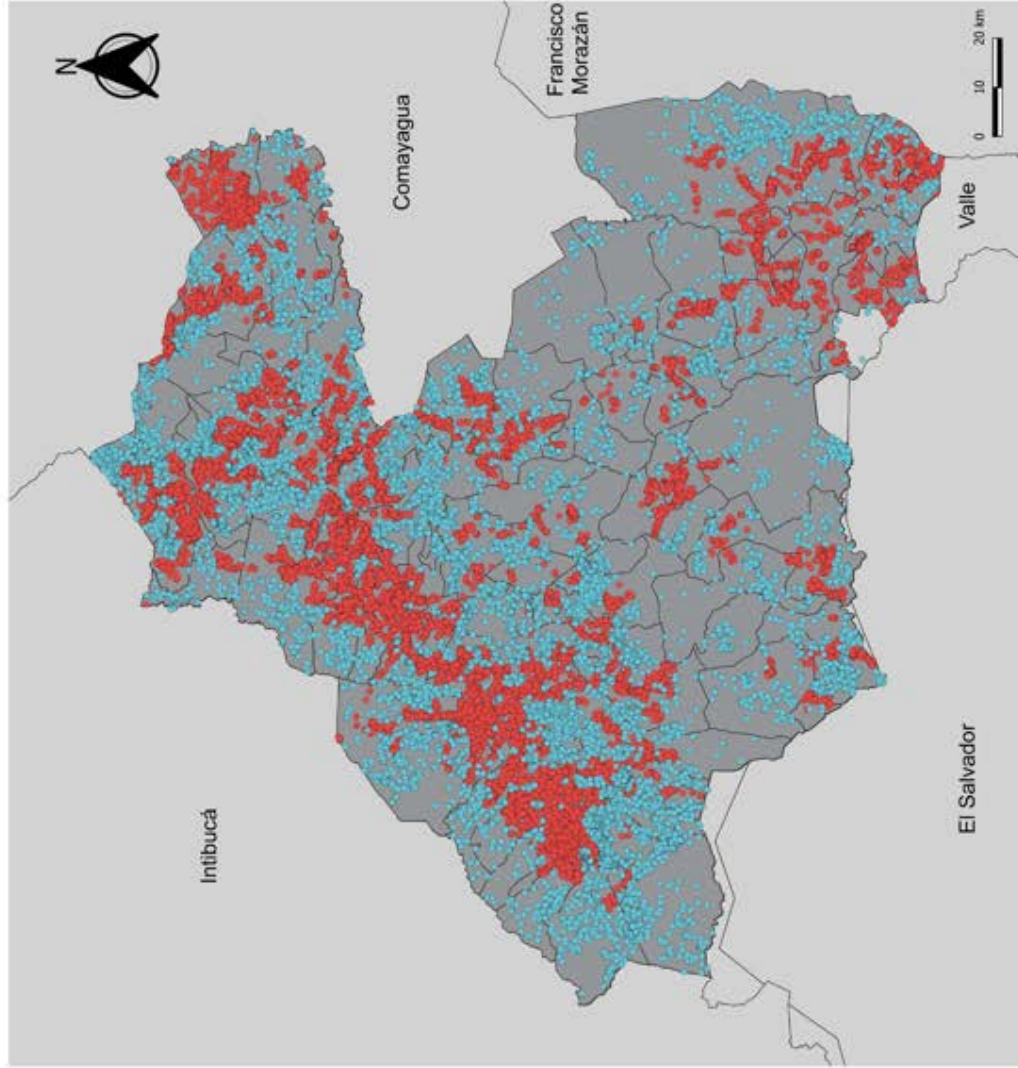 N
Comayagua
Francisco
Morazán
Intibucá
Valle
El Salvador
0 10 20 km